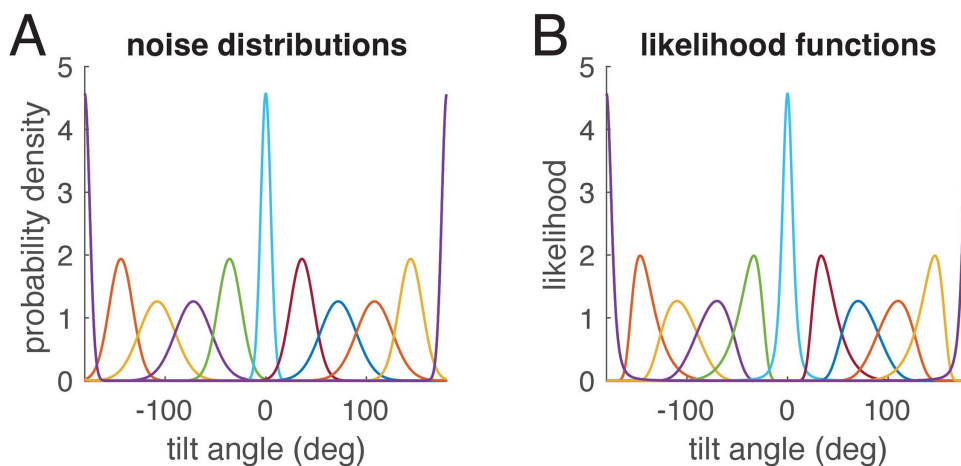 A
noise distributions
probability density
5
4
3
2
1
0
-100
0
100
tilt angle (deg)
B
likelihood functions
likelihood
5
4
3
2
1
0
-100
0
100
tilt angle (deg)